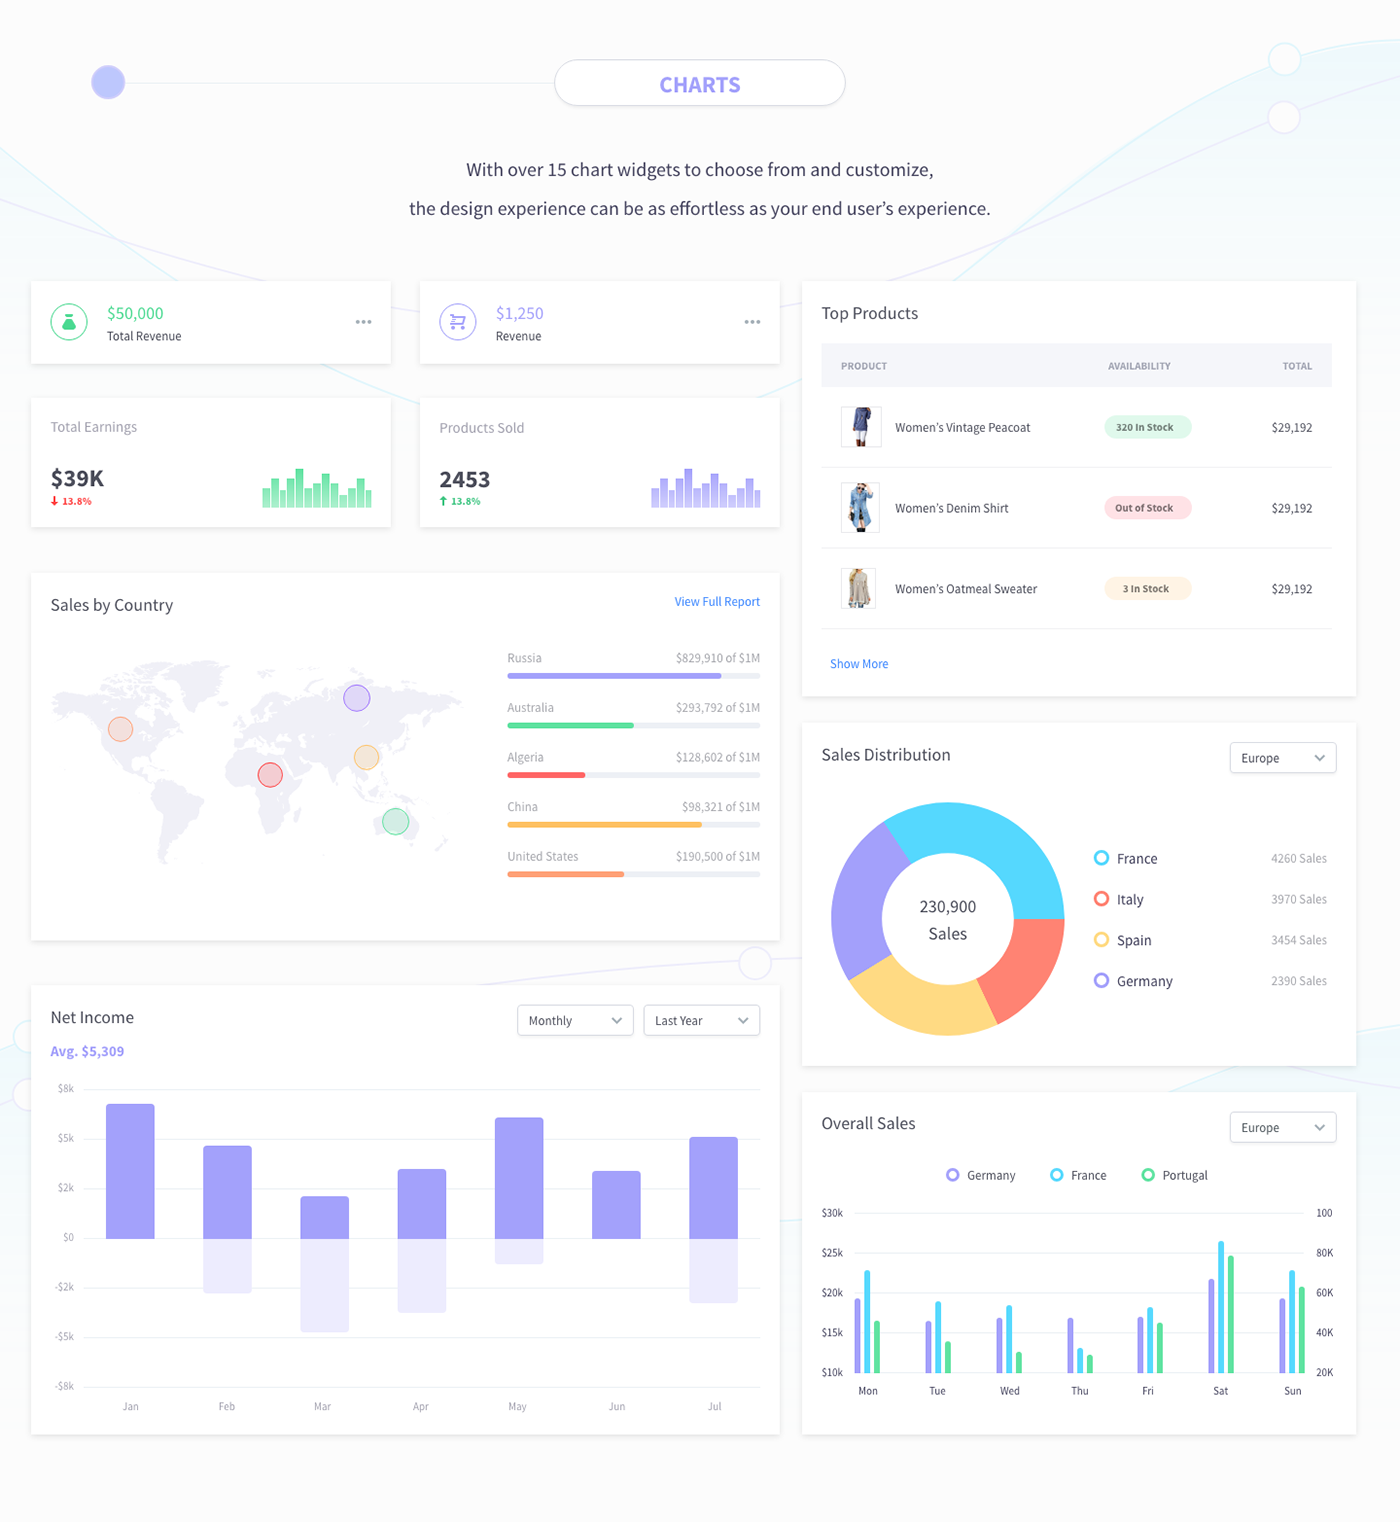 CHARTS
With over 15 chart widgets to choose from and customize,
the design experience can be as effortless as your end user’s experience.
$50,000
Total Revenue
$1,250
Revenue
Total Earnings
$39K
13.8%
Products Sold
2453
13.8%
Top Products
PRODUCT AVAILABILITY TOTAL
Women’s Vintage Peacoat 320 In Stock $29,192
Women’s Denim Shirt Out of Stock $29,192
Women’s Oatmeal Sweater 3 In Stock $29,192
Show More
Sales by Country
View Full Report
Russia $829,910 of $1M
Australia $293,792 of $1M
Algeria $128,602 of $1M
China $98,321 of $1M
United States $190,500 of $1M
Sales Distribution
Europe
230,900
Sales
France 4260 Sales
Italy 3970 Sales
Spain 3454 Sales
Germany 2390 Sales
Net Income
Monthly
Last Year
Avg. $5,309
$8k
$5k
$2k
$0
-$2k
-$5k
-$8k
Jan Feb Mar Apr May Jun Jul
Overall Sales
Europe
Germany France Portugal
$30k 100
$25k 80K
$20k 60K
$15k 40K
$10k 20K
Mon Tue Wed Thu Fri Sat Sun